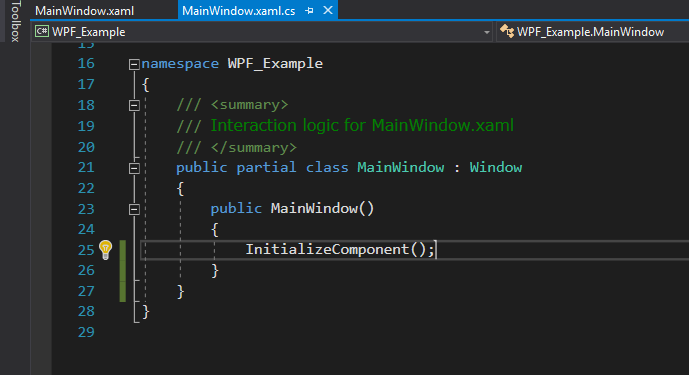 Toolbox
MainWindow.xaml MainWindow.xaml.cs
C# WPF_Example WPF_Example.MainWindow
15
16 namespace WPF_Example
17 {
18 /// <summary>
19 /// Interaction logic for MainWindow.xaml
20 /// </summary>
21 public partial class MainWindow : Window
22 {
23 public MainWindow()
24 {
25 InitializeComponent();
26 }
27 }
28 }
29